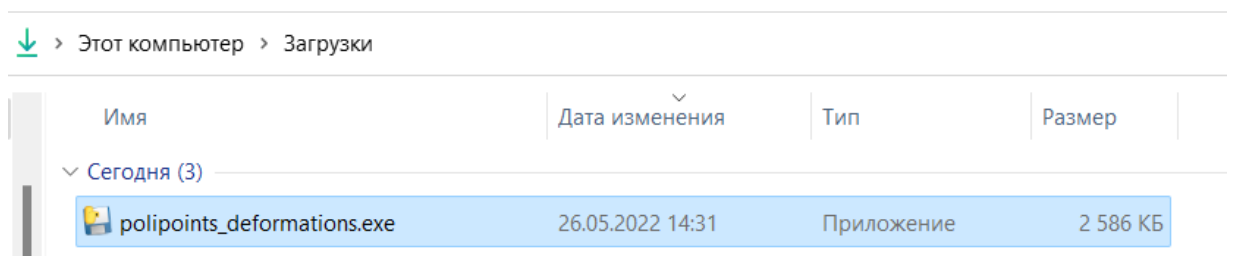 Этот компьютер > Загрузки
Имя Дата изменения Тип Размер
Сегодня (3)
polipoints_deformations.exe 26.05.2022 14:31 Приложение 2 586 КБ